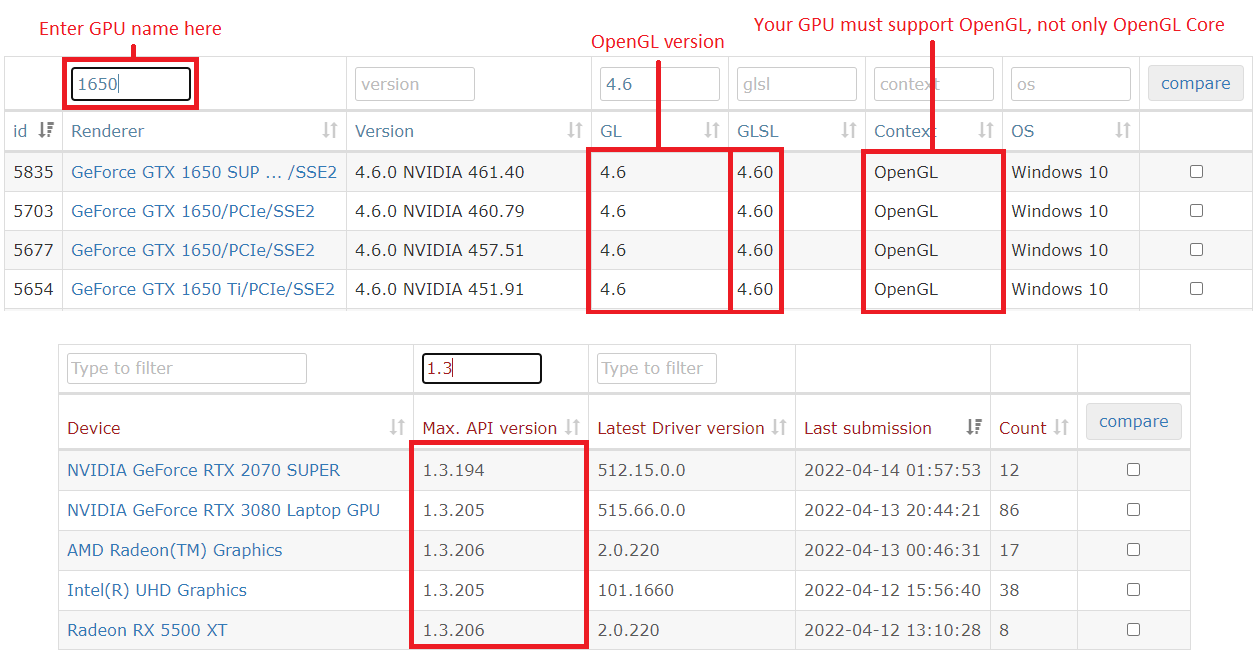 Enter GPU name here
OpenGL version
Your GPU must support OpenGL, not only OpenGL Core
1650 version 4.6 glsl context os compare
id Renderer Version GL GLSL Context OS
5835 GeForce GTX 1650 SUP ... /SSE2 4.6.0 NVIDIA 461.40 4.6 4.60 OpenGL Windows 10
5703 GeForce GTX 1650/PCIe/SSE2 4.6.0 NVIDIA 460.79 4.6 4.60 OpenGL Windows 10
5677 GeForce GTX 1650/PCIe/SSE2 4.6.0 NVIDIA 457.51 4.6 4.60 OpenGL Windows 10
5654 GeForce GTX 1650 Ti/PCIe/SSE2 4.6.0 NVIDIA 451.91 4.6 4.60 OpenGL Windows 10
Type to filter 1.3 Type to filter
Device Max. API version Latest Driver version Last submission Count compare
NVIDIA GeForce RTX 2070 SUPER 1.3.194 512.15.0.0 2022-04-14 01:57:53 12
NVIDIA GeForce RTX 3080 Laptop GPU 1.3.205 515.66.0.0 2022-04-13 20:44:21 86
AMD Radeon(TM) Graphics 1.3.206 2.0.220 2022-04-13 00:46:31 17
Intel(R) UHD Graphics 1.3.205 101.1660 2022-04-12 15:56:40 38
Radeon RX 5500 XT 1.3.206 2.0.220 2022-04-12 13:10:28 8